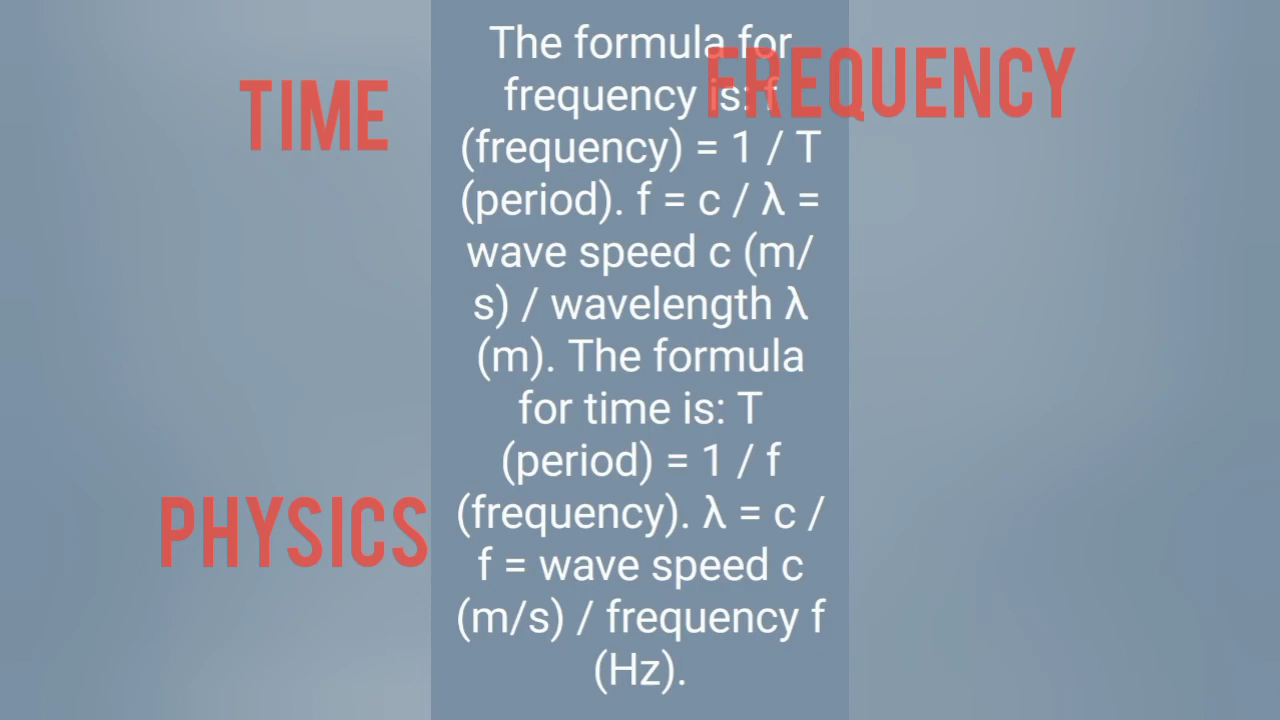 TIME
FREQUENCY
PHYSICS
The formula for
frequency is: f
(frequency) = 1 / T
(period). f = c / λ =
wave speed c (m/
s) / wavelength λ
(m). The formula
for time is: T
(period) = 1 / f
(frequency). λ = c /
f = wave speed c
(m/s) / frequency f
(Hz).